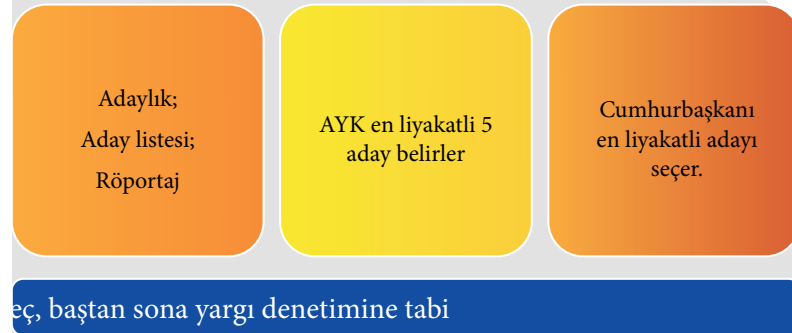 Adaylık;
Aday listesi;
Röportaj
AYK en liyakatli 5
aday belirler
Cumhurbaşkanı
en liyakatli adayı
seçer.
eç, baştan sona yargı denetimine tabi